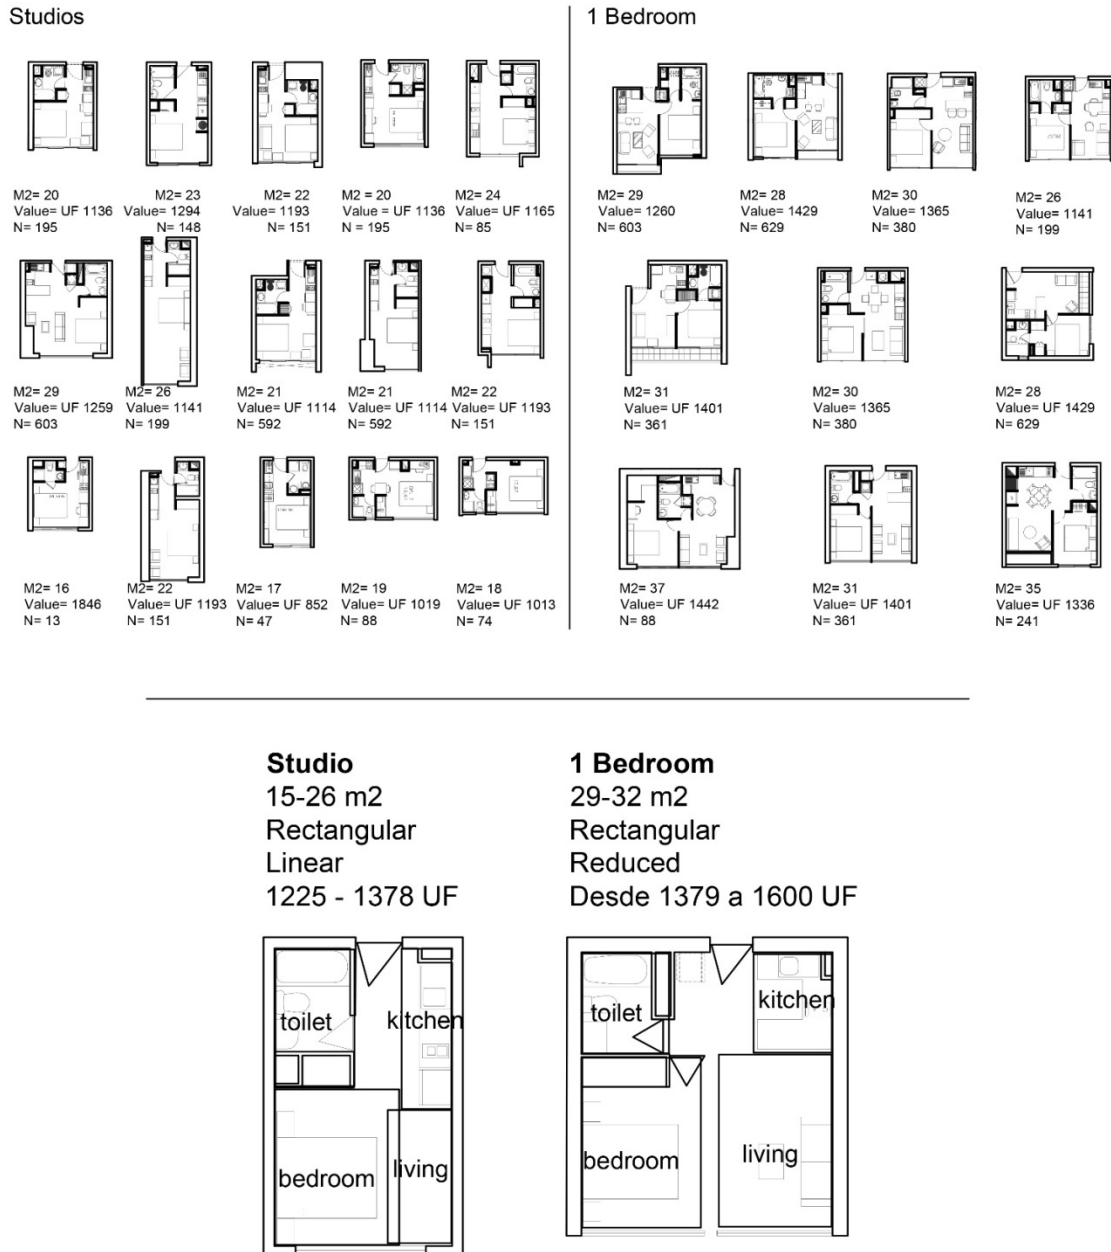 Studios
1 Bedroom
M2= 20
Value= UF 1136
N= 195
M2= 23
Value= 1294
N= 148
M2= 22
Value= 1193
N= 151
M2= 20
Value = UF 1136
N= 195
M2= 24
Value= UF 1165
N= 85
M2= 29
Value= 1260
N= 603
M2= 28
Value= 1429
N= 629
M2= 30
Value= 1365
N= 380
M2= 26
Value= 1141
N= 199
M2= 29
Value= UF 1259
N= 603
M2= 26
Value= 1141
N= 199
M2= 21
Value= UF 1114
N= 592
M2= 21
Value= UF 1114
N= 592
M2= 22
Value= UF 1193
N= 151
M2= 31
Value= UF 1401
N= 361
M2= 30
Value= 1365
N= 380
M2= 28
Value= UF 1429
N= 629
M2= 16
Value= 1846
N= 13
M2= 22
Value= UF 1193
N= 151
M2= 17
Value= UF 852
N= 47
M2= 19
Value= UF 1019
N= 88
M2= 18
Value= UF 1013
N= 74
M2= 37
Value= UF 1442
N= 88
M2= 31
Value= UF 1401
N= 361
M2= 35
Value= UF 1336
N= 241
Studio
15-26 m2
Rectangular
Linear
1225 - 1378 UF
1 Bedroom
29-32 m2
Rectangular
Reduced
Desde 1379 a 1600 UF
toilet
kitchen
bedroom
living
toilet
kitchen
bedroom
living